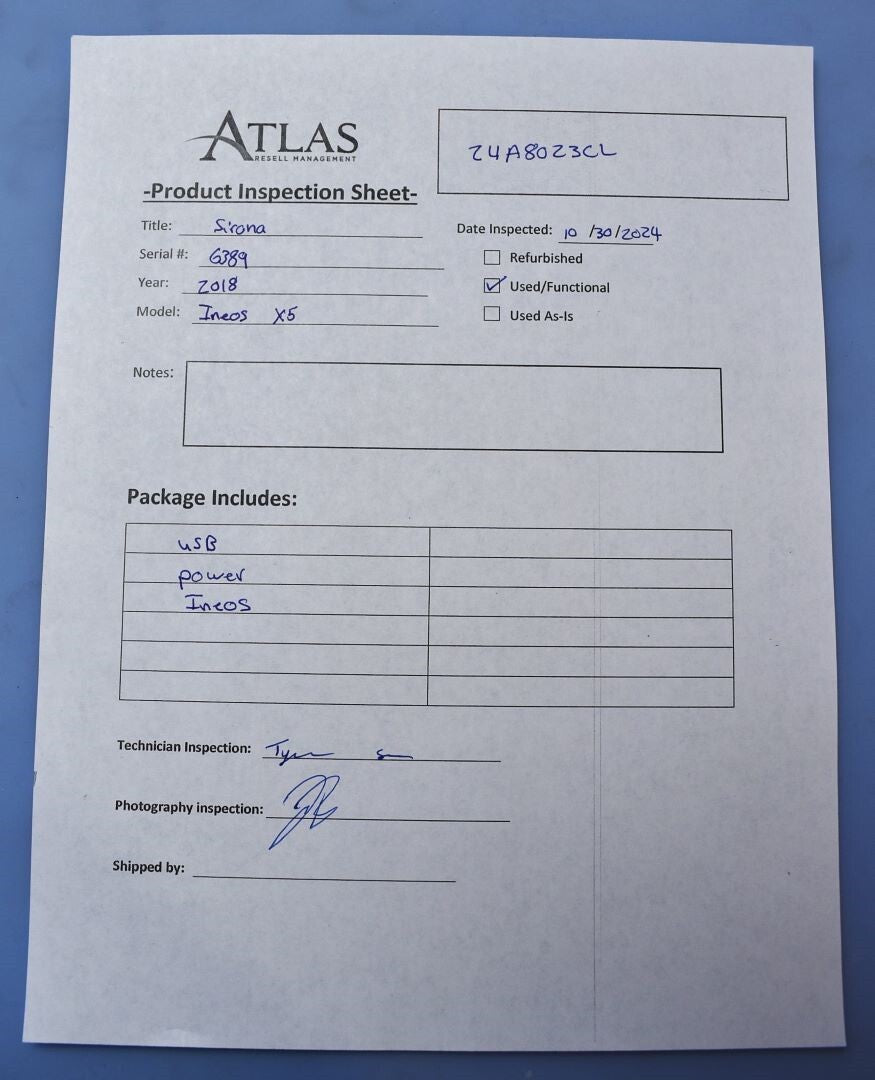 ATLAS
RESELL MANAGEMENT
24A8023CL
-Product Inspection Sheet-
Title: Sirona
Date Inspected: 10/30/2024
Serial #: 6389
Refurbished
Year: 2018
Used/Functional
Model: Ineos X5
Used As-Is
Notes:
Package Includes:
USB
power
Ineos
Technician Inspection:
Photography inspection:
Shipped by: